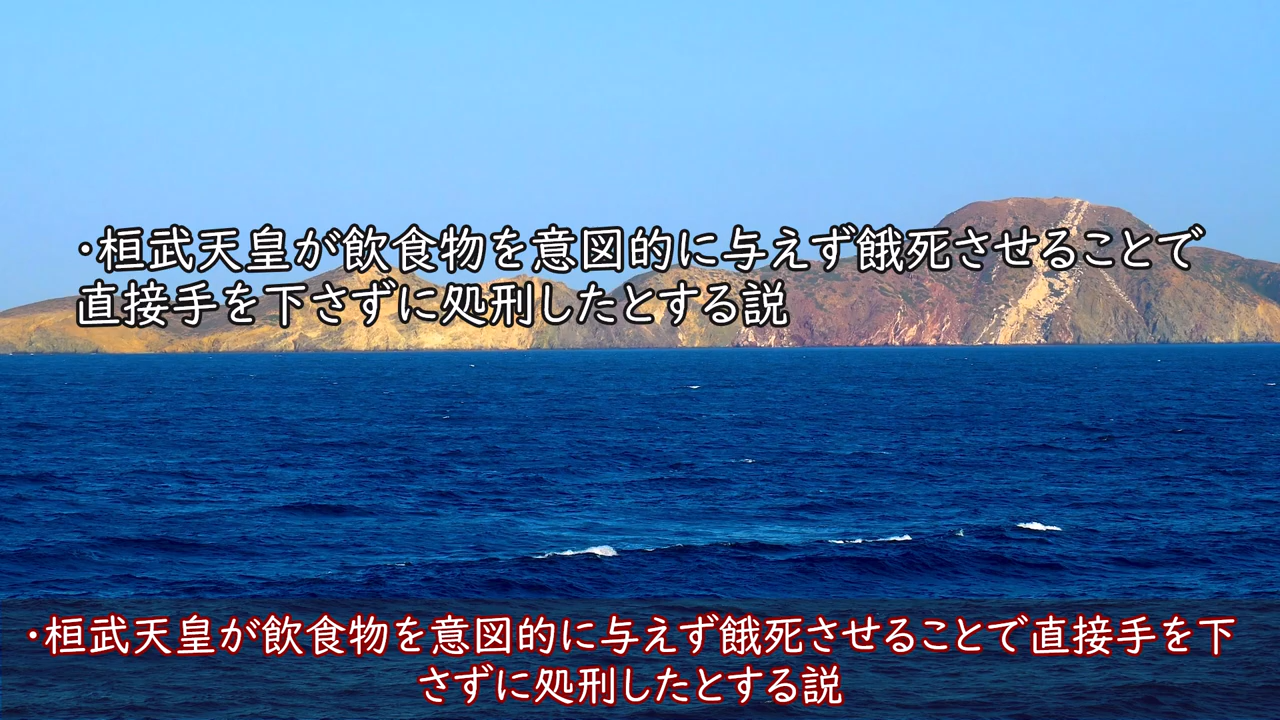 ・桓武天皇が飲食物を意図的に与えず餓死させることで
直接手を下さずに処刑したとする説
・桓武天皇が飲食物を意図的に与えず餓死させることで直接手を下
さずに処刑したとする説